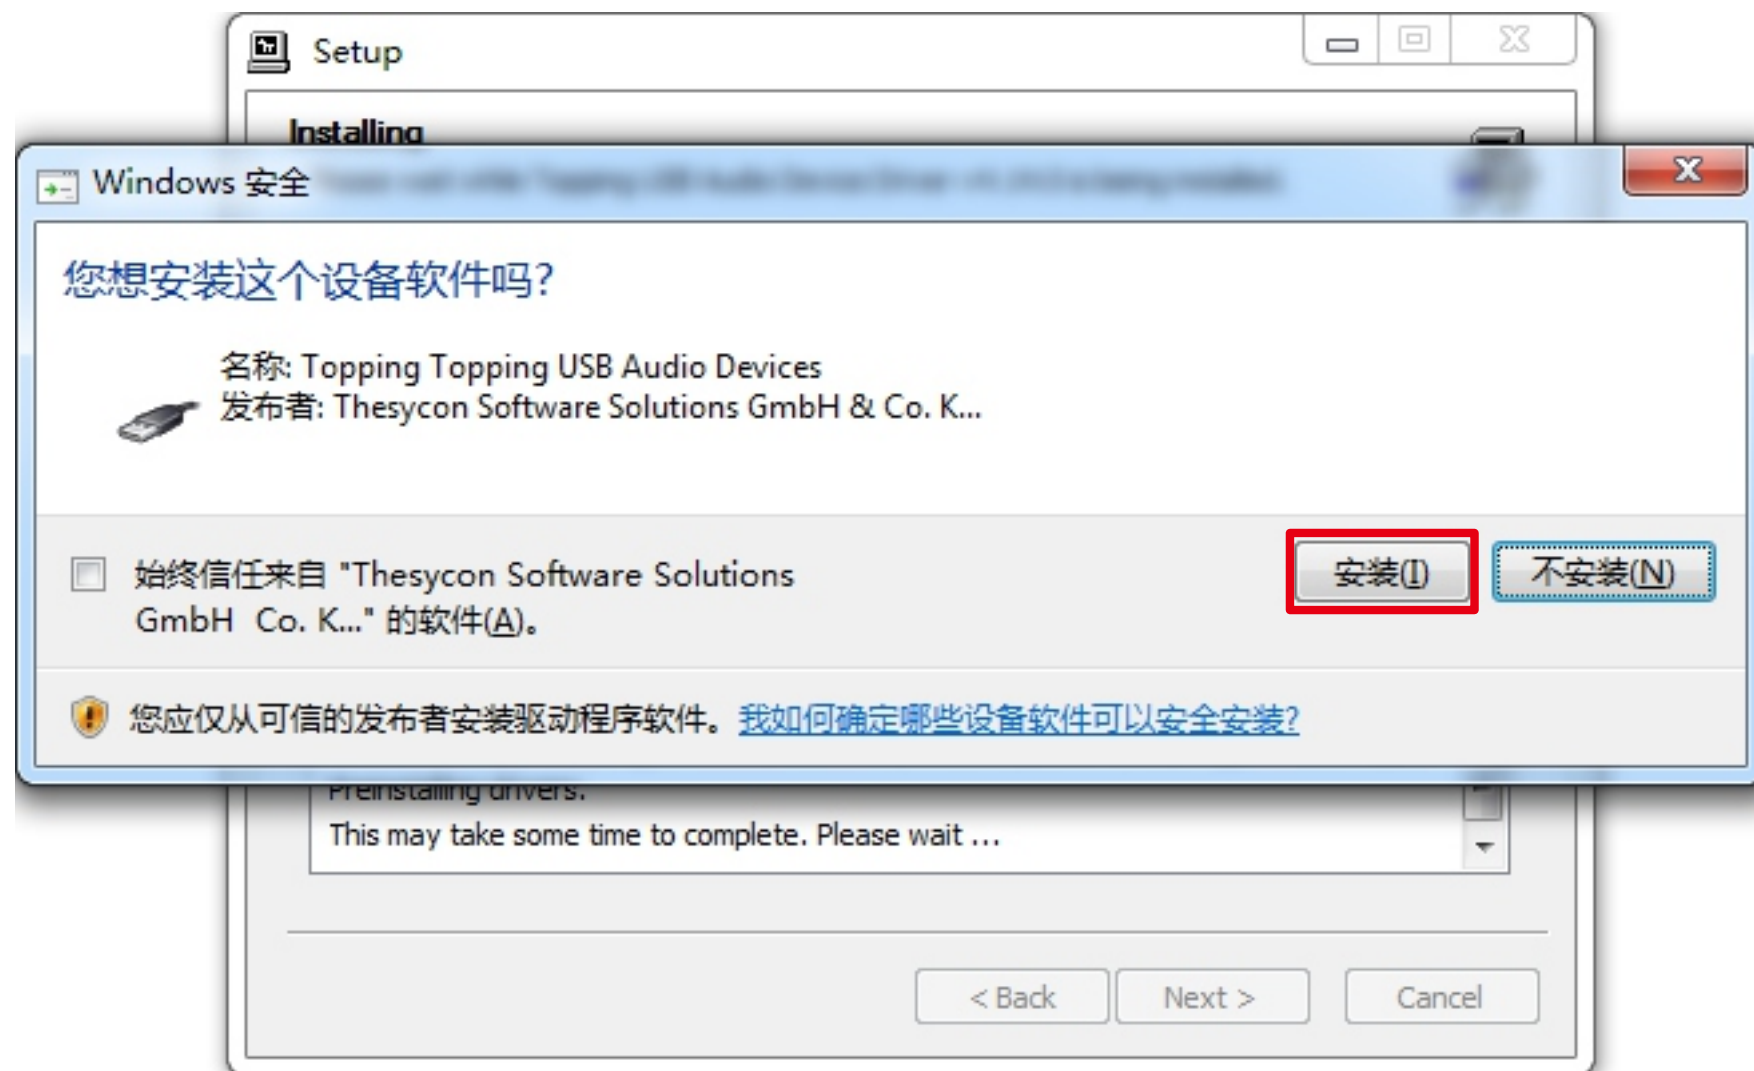 Setup
Installing
Windows 安全
您想安装这个设备软件吗?
名称: Topping Topping USB Audio Devices
发布者: Thesycon Software Solutions GmbH & Co. K...
始终信任来自 "Thesycon Software Solutions
GmbH  Co. K..." 的软件(A)。
安装(I)
不安装(N)
您应仅从可信的发布者安装驱动程序软件。我如何确定哪些设备软件可以安全安装?
Preinstalling drivers.
This may take some time to complete. Please wait ...
< Back
Next >
Cancel